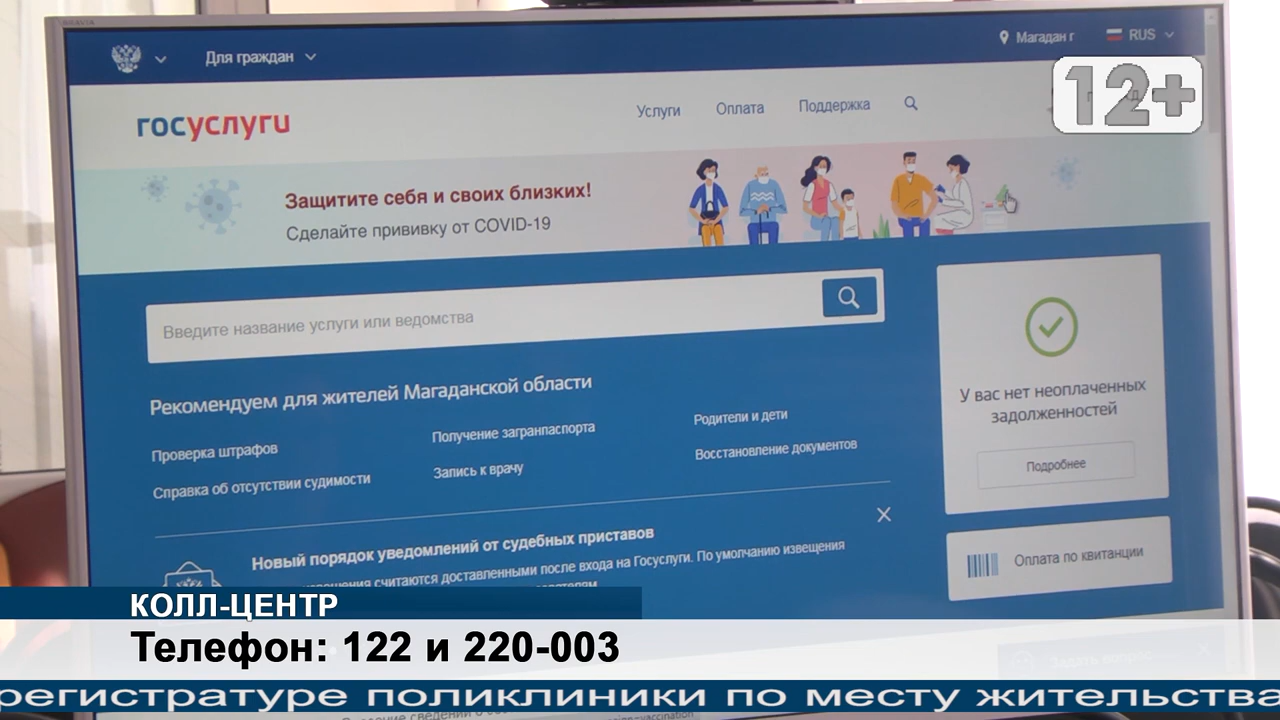 BRAVIA
Для граждан
Магадан г
RUS
12+
госуслуги
Услуги
Оплата
Поддержка
Защитите себя и своих близких!
Сделайте прививку от COVID-19
Введите название услуги или ведомства
Рекомендуем для жителей Магаданской области
Проверка штрафов
Получение загранпаспорта
Родители и дети
Справка об отсутствии судимости
Запись к врачу
Восстановление документов
У вас нет неоплаченных
задолженностей
Подробнее
Новый порядок уведомлений от судебных приставов
считаются доставленными после входа на Госуслуги. По умолчанию извещения
Оплата по квитанции
КОЛЛ-ЦЕНТР
Телефон: 122 и 220-003
Задать вопрос
регистратуре поликлиники по месту жительства